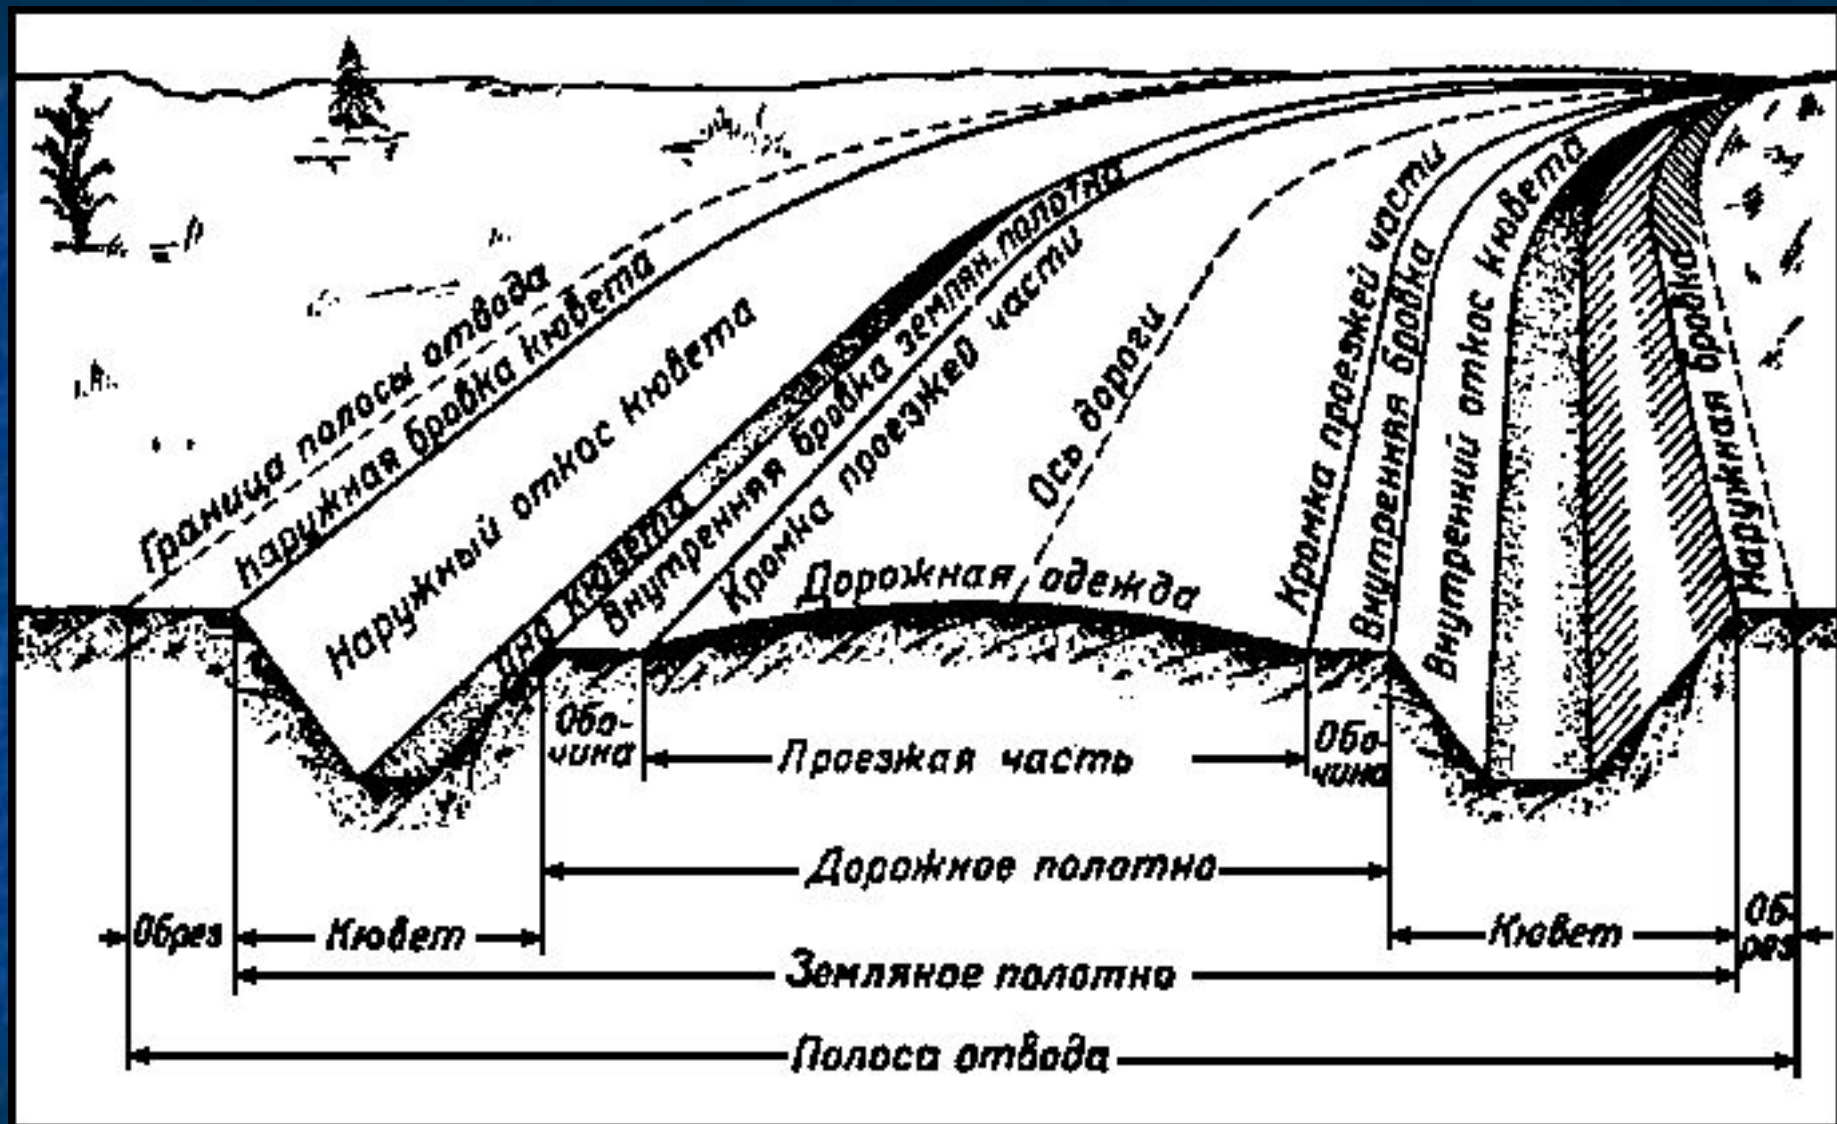 Граница полосы отвода
Наружная бровка кювета
Наружный откос кювета
Дно кювета
Внутренняя бровка землян. полотна
Кромка проезжей части
Ось дороги
Дорожная одежда
Кромка проезжей части
Внутренняя бровка
Внутренний откос кювета
Наружная бровка
Обо-
чина
Проезжая часть
Обо-
чина
Дорожное полотно
Обрез
Кювет
Кювет
Об-
рез
Земляное полотно
Полоса отвода